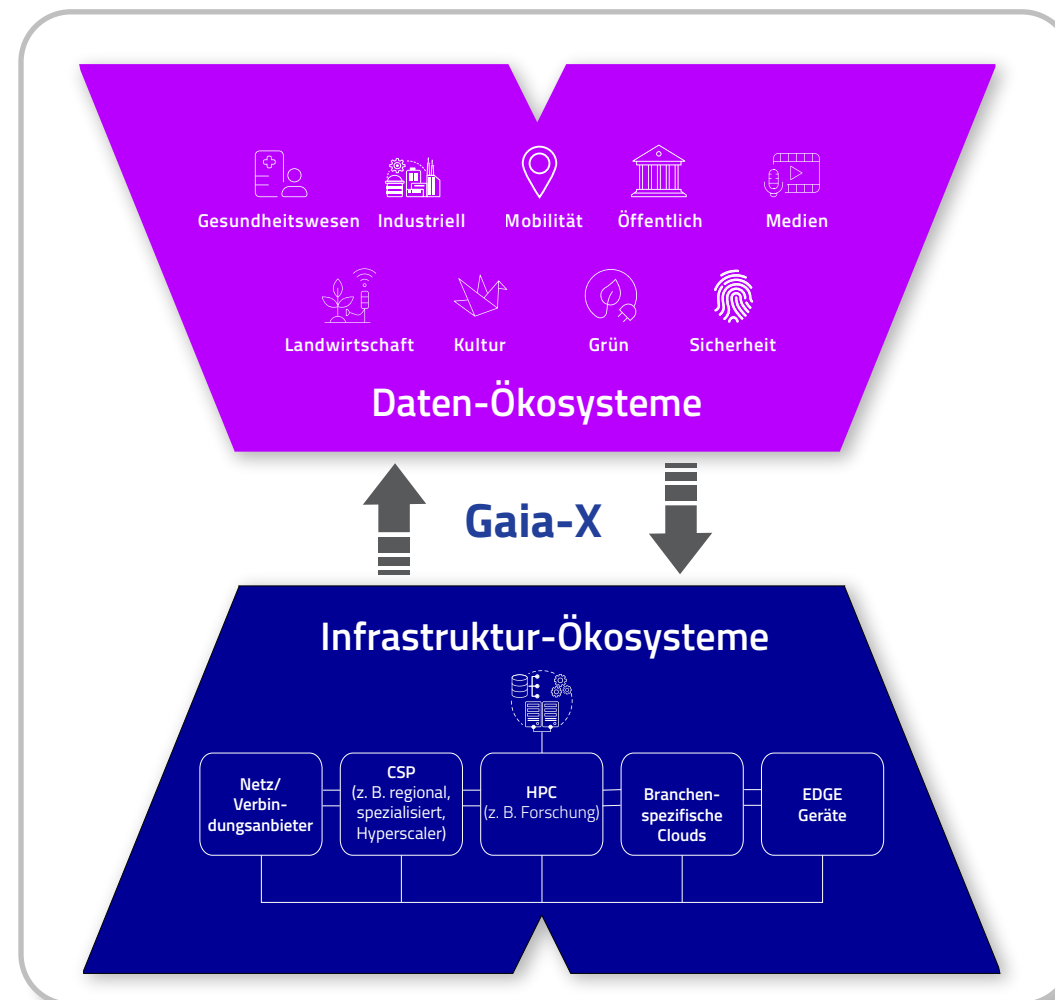 Gesundheitswesen Industriell Mobilität Öffentlich Medien
Landwirtschaft Kultur Grün Sicherheit
Daten-Ökosysteme
Gaia-X
Infrastruktur-Ökosysteme
Netz/
Verbin-
dungsanbieter
CSP
(z. B. regional,
spezialisiert,
Hyperscaler)
HPC
(z. B. Forschung)
Branchen-
spezifische
Clouds
EDGE
Geräte